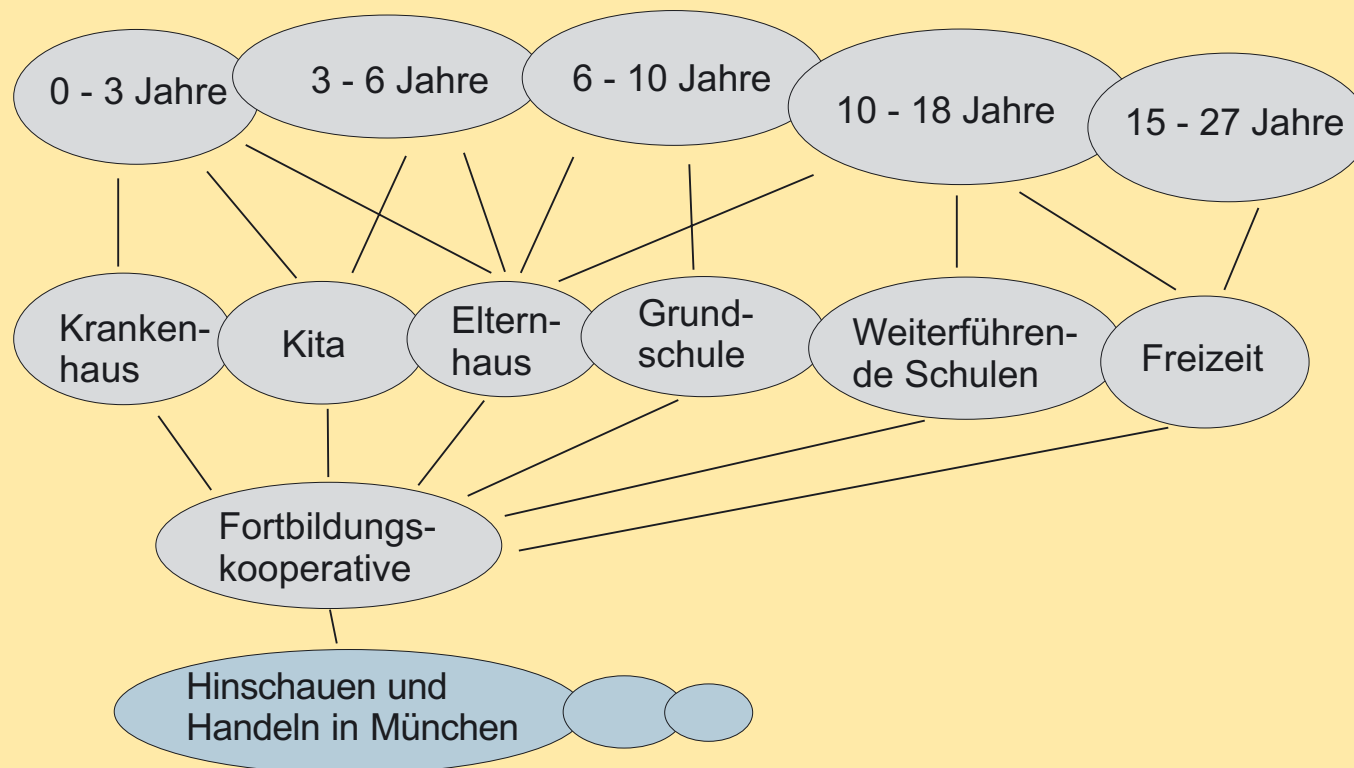 0 - 3 Jahre
3 - 6 Jahre
6 - 10 Jahre
10 - 18 Jahre
15 - 27 Jahre
Kranken-
haus
Kita
Eltern-
haus
Grund-
schule
Weiterführen-
de Schulen
Freizeit
Fortbildungs-
kooperative
Hinschauen und
Handeln in München